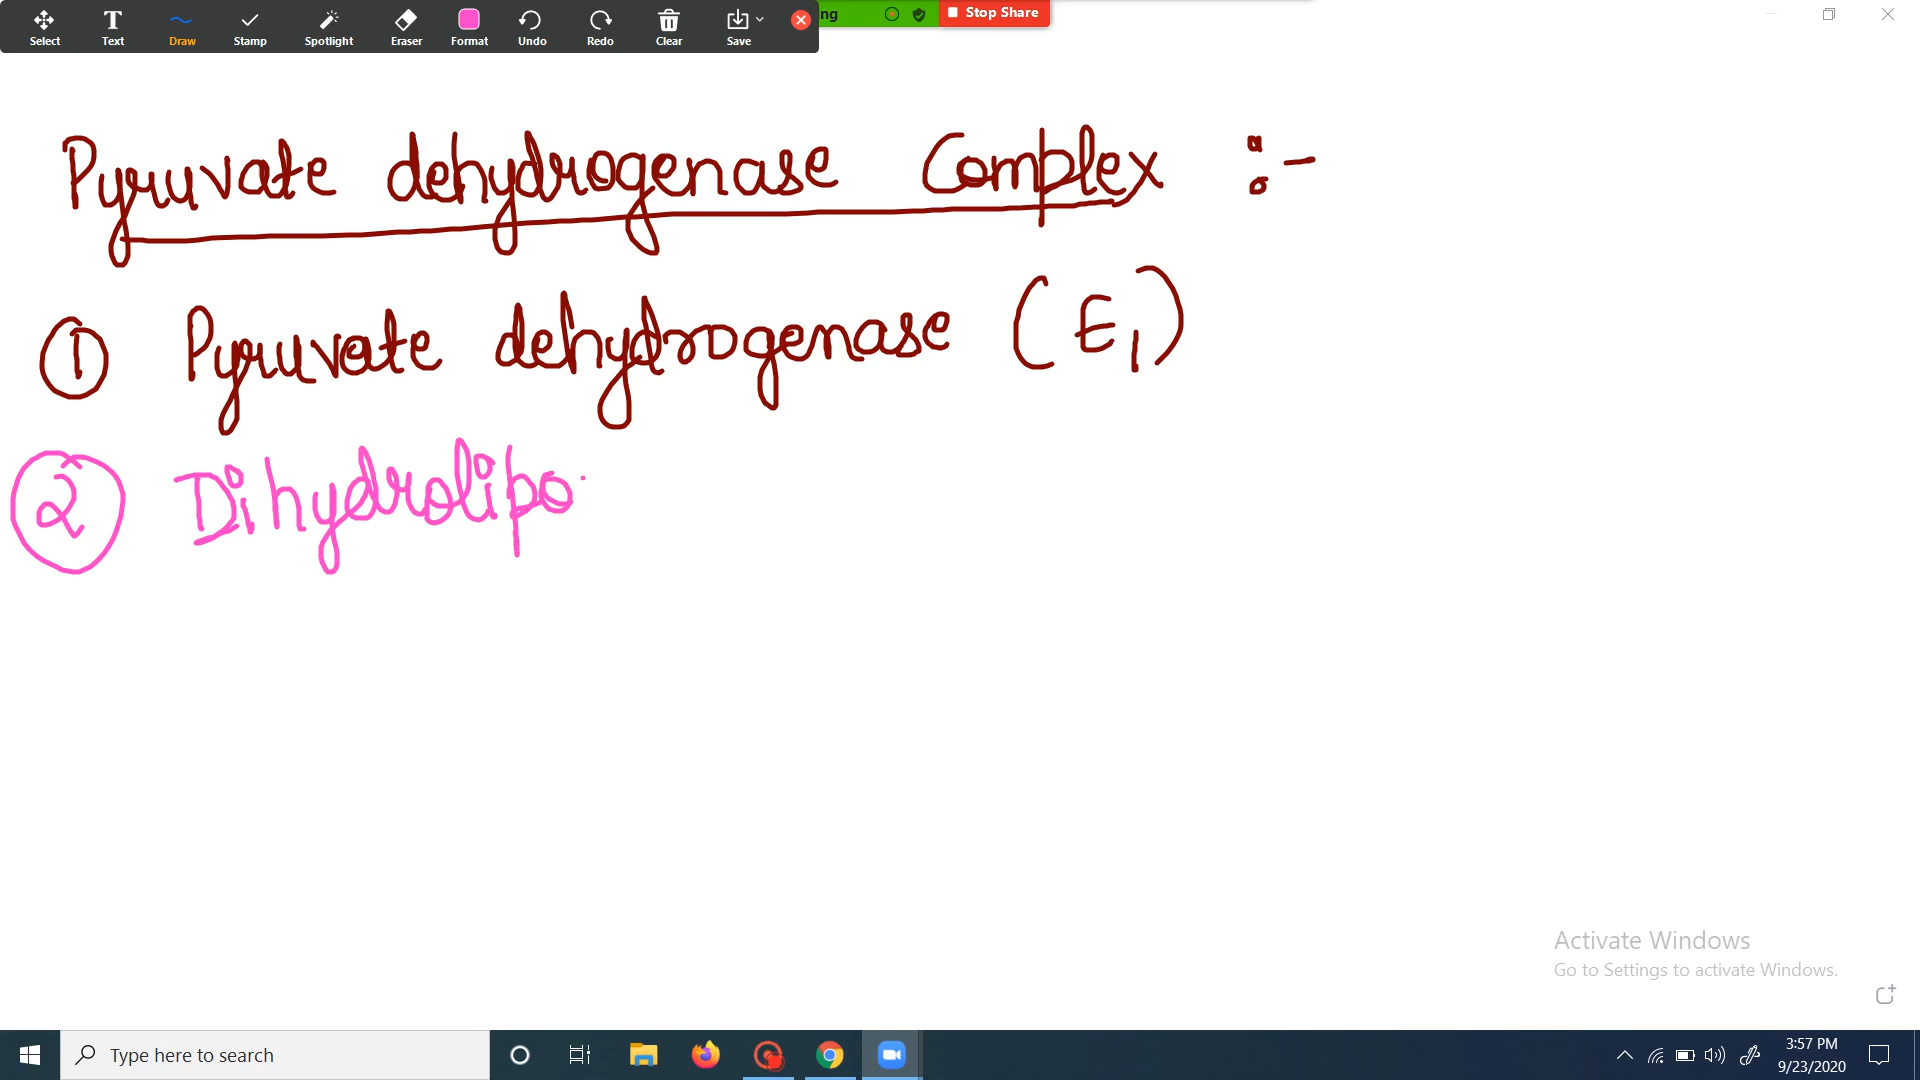 Select Text Draw Stamp Spotlight Eraser Format Undo Redo Clear Save ng Stop Share
Pyruvate dehydrogenase Complex :-
① Pyruvate dehydrogenase (E1)
② Dihydrolipo
Activate Windows
Go to Settings to activate Windows.
Type here to search
3:57 PM
9/23/2020